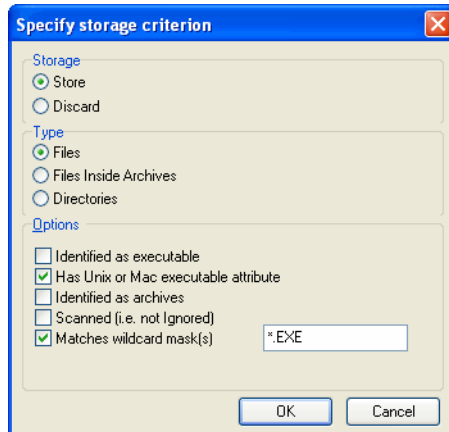 Specify storage criterion
Storage
Store
Discard
Type
Files
Files Inside Archives
Directories
Options
Identified as executable
Has Unix or Mac executable attribute
Identified as archives
Scanned (i.e. not Ignored)
Matches wildcard mask(s) *.EXE
OK Cancel